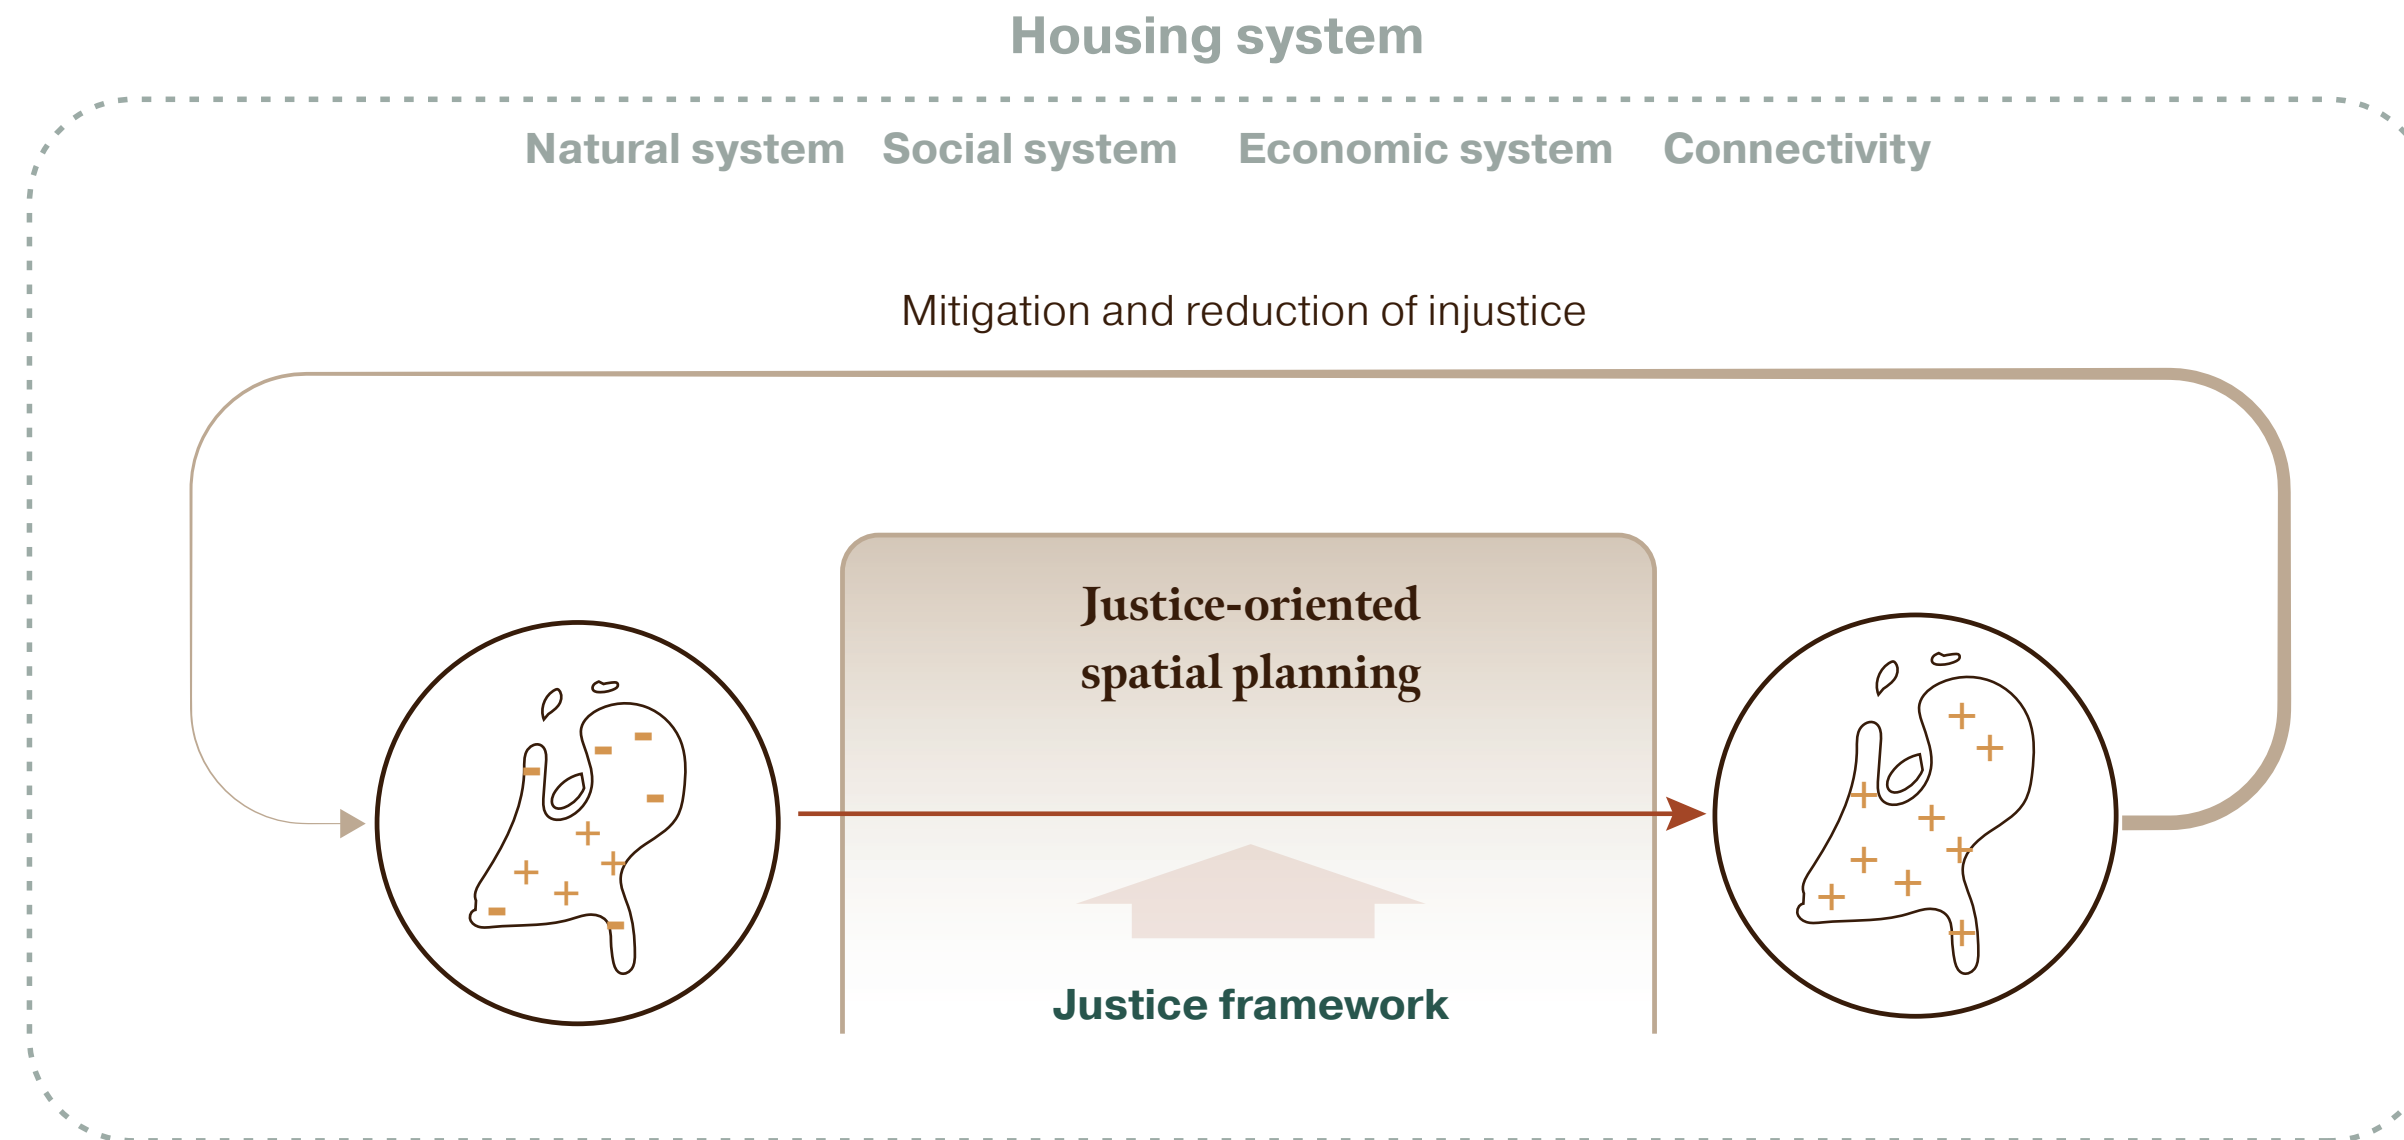 Housing system
Natural system Social system Economic system Connectivity
Mitigation and reduction of injustice
Justice-oriented
spatial planning
Justice framework